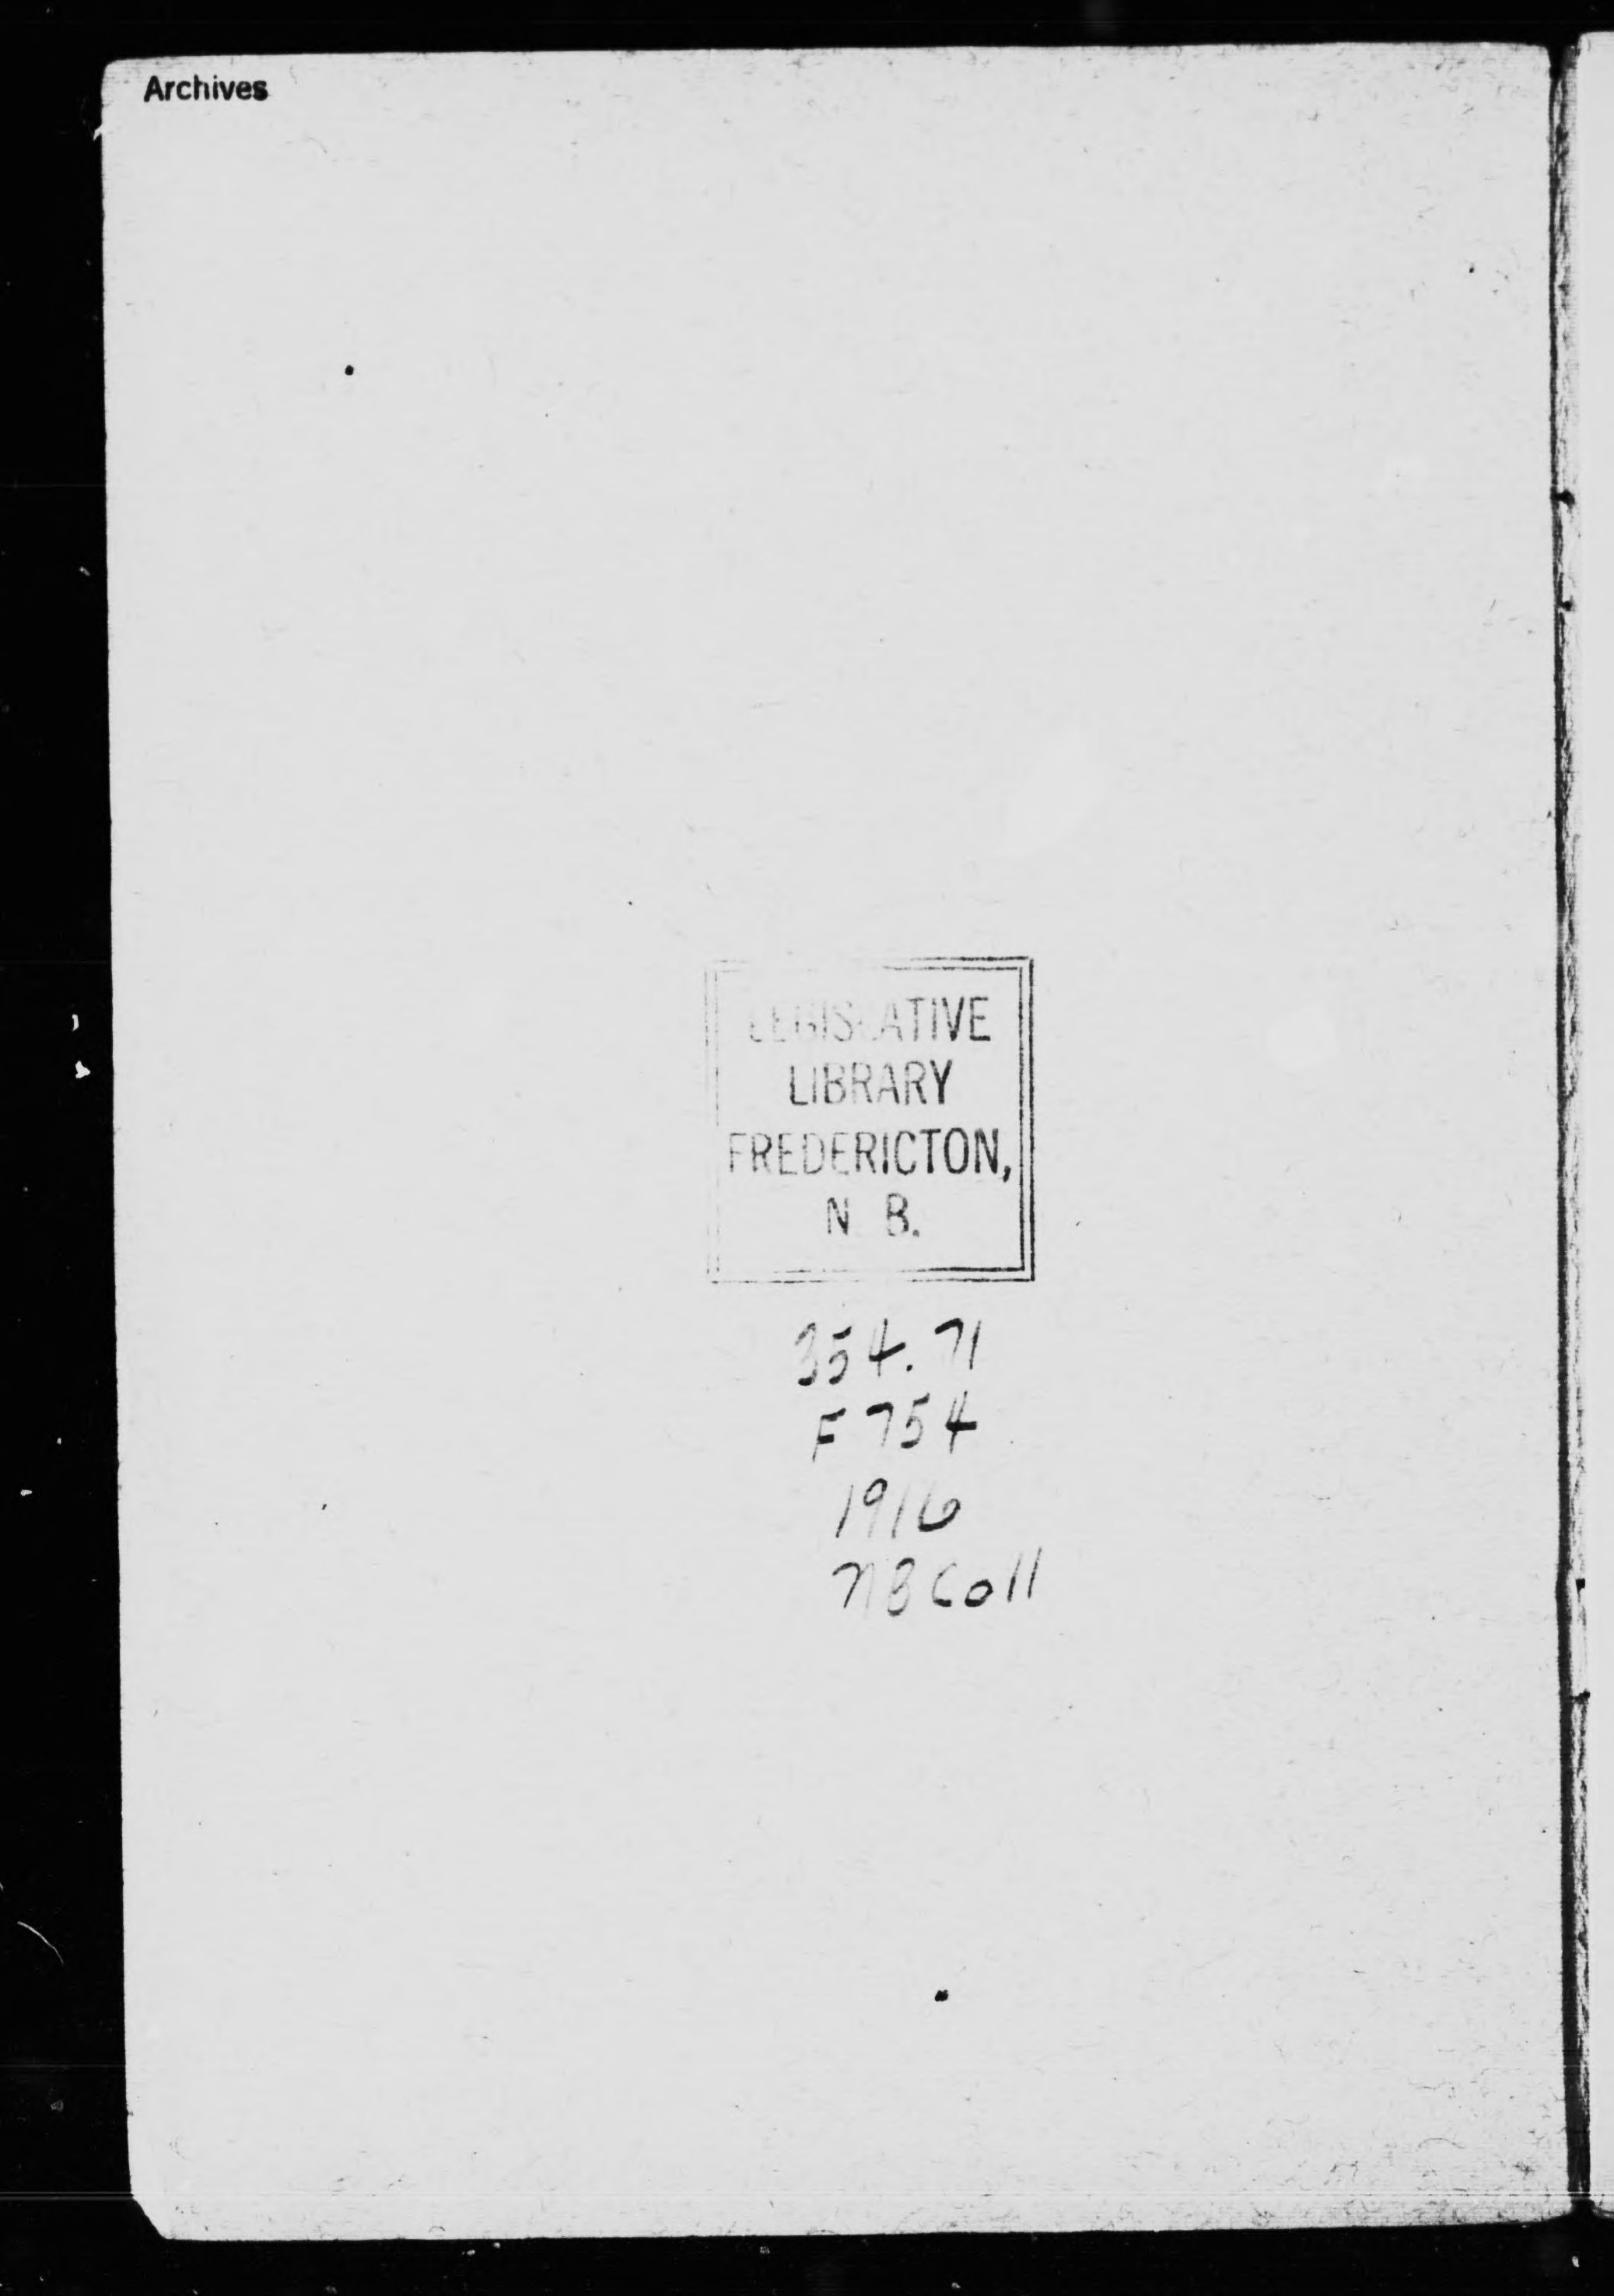 Archives
LEGISLATIVE
LIBRARY
FREDERICTON,
N B.
354.71
F754
1916
NB Coll